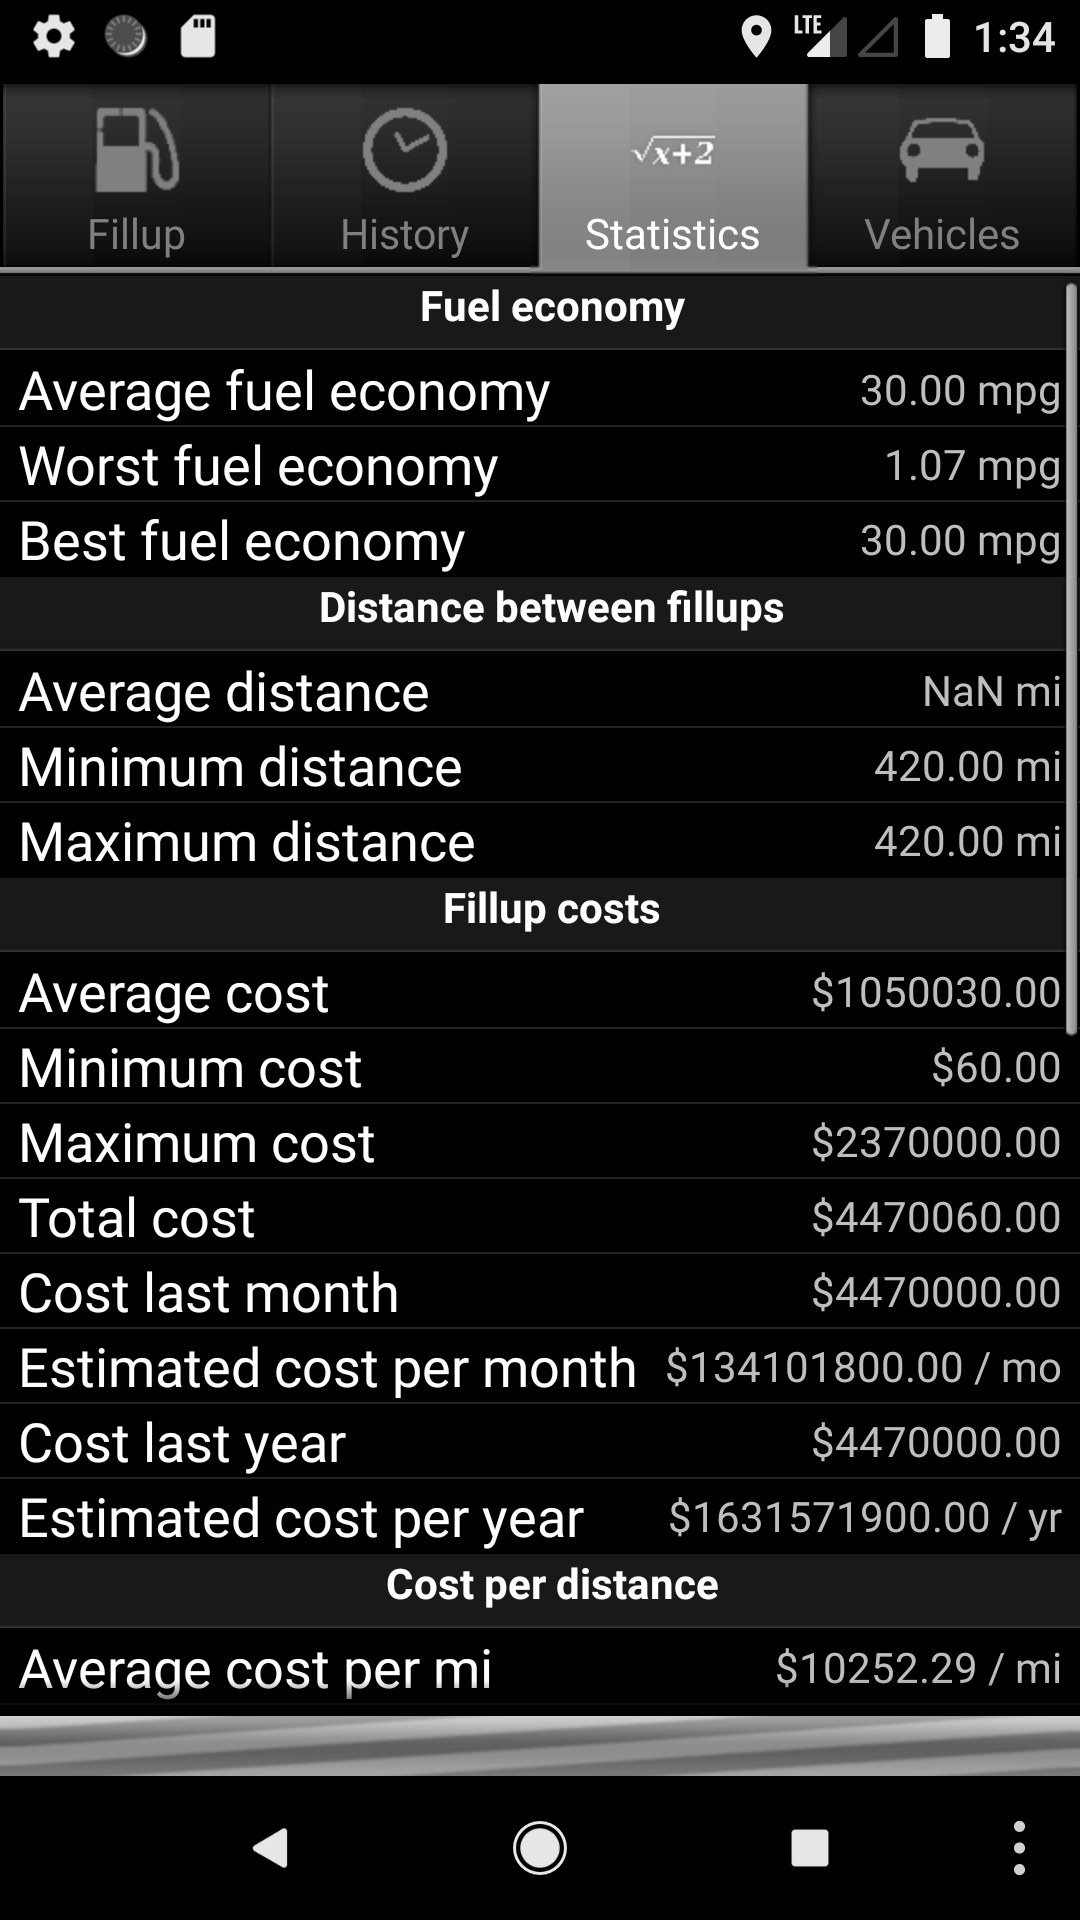 LTE 1:34
√x+2
Fillup History Statistics Vehicles
Fuel economy
Average fuel economy 30.00 mpg
Worst fuel economy 1.07 mpg
Best fuel economy 30.00 mpg
Distance between fillups
Average distance NaN mi
Minimum distance 420.00 mi
Maximum distance 420.00 mi
Fillup costs
Average cost $1050030.00
Minimum cost $60.00
Maximum cost $2370000.00
Total cost $4470060.00
Cost last month $4470000.00
Estimated cost per month $134101800.00 / mo
Cost last year $4470000.00
Estimated cost per year $1631571900.00 / yr
Cost per distance
Average cost per mi $10252.29 / mi